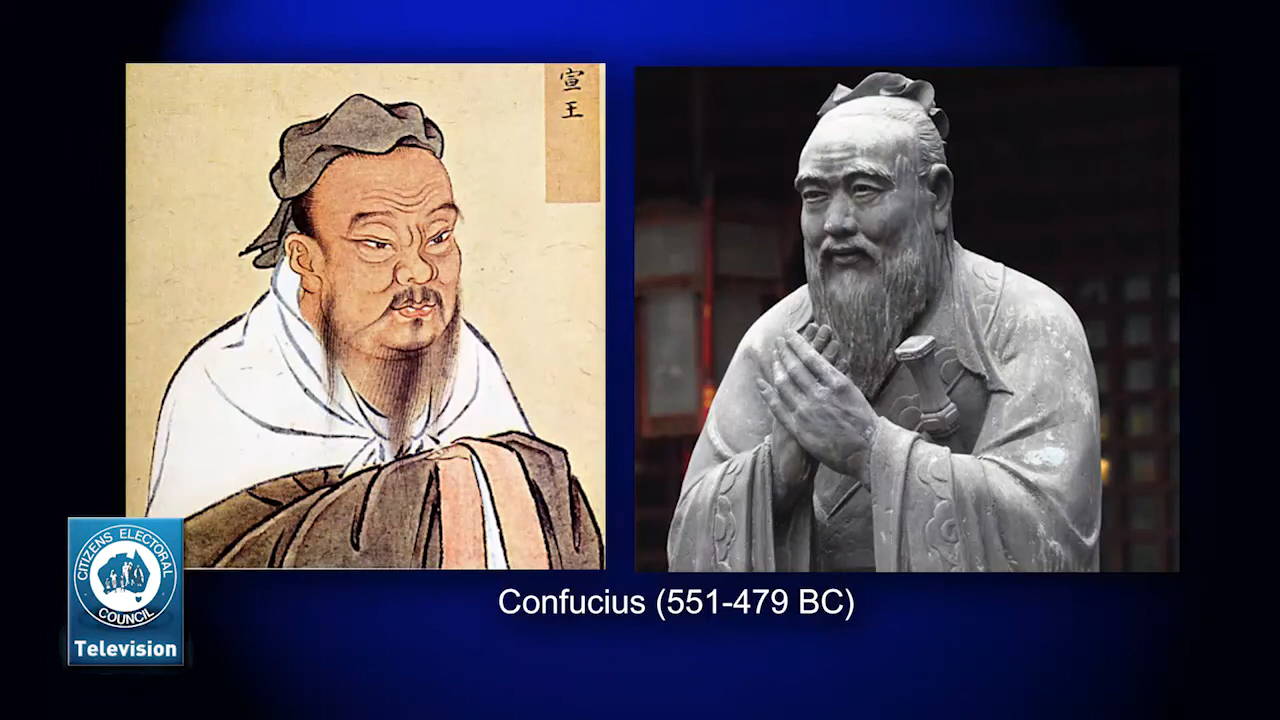 宣
王
CITIZENS ELECTORAL
COUNCIL
Television
Confucius (551-479 BC)